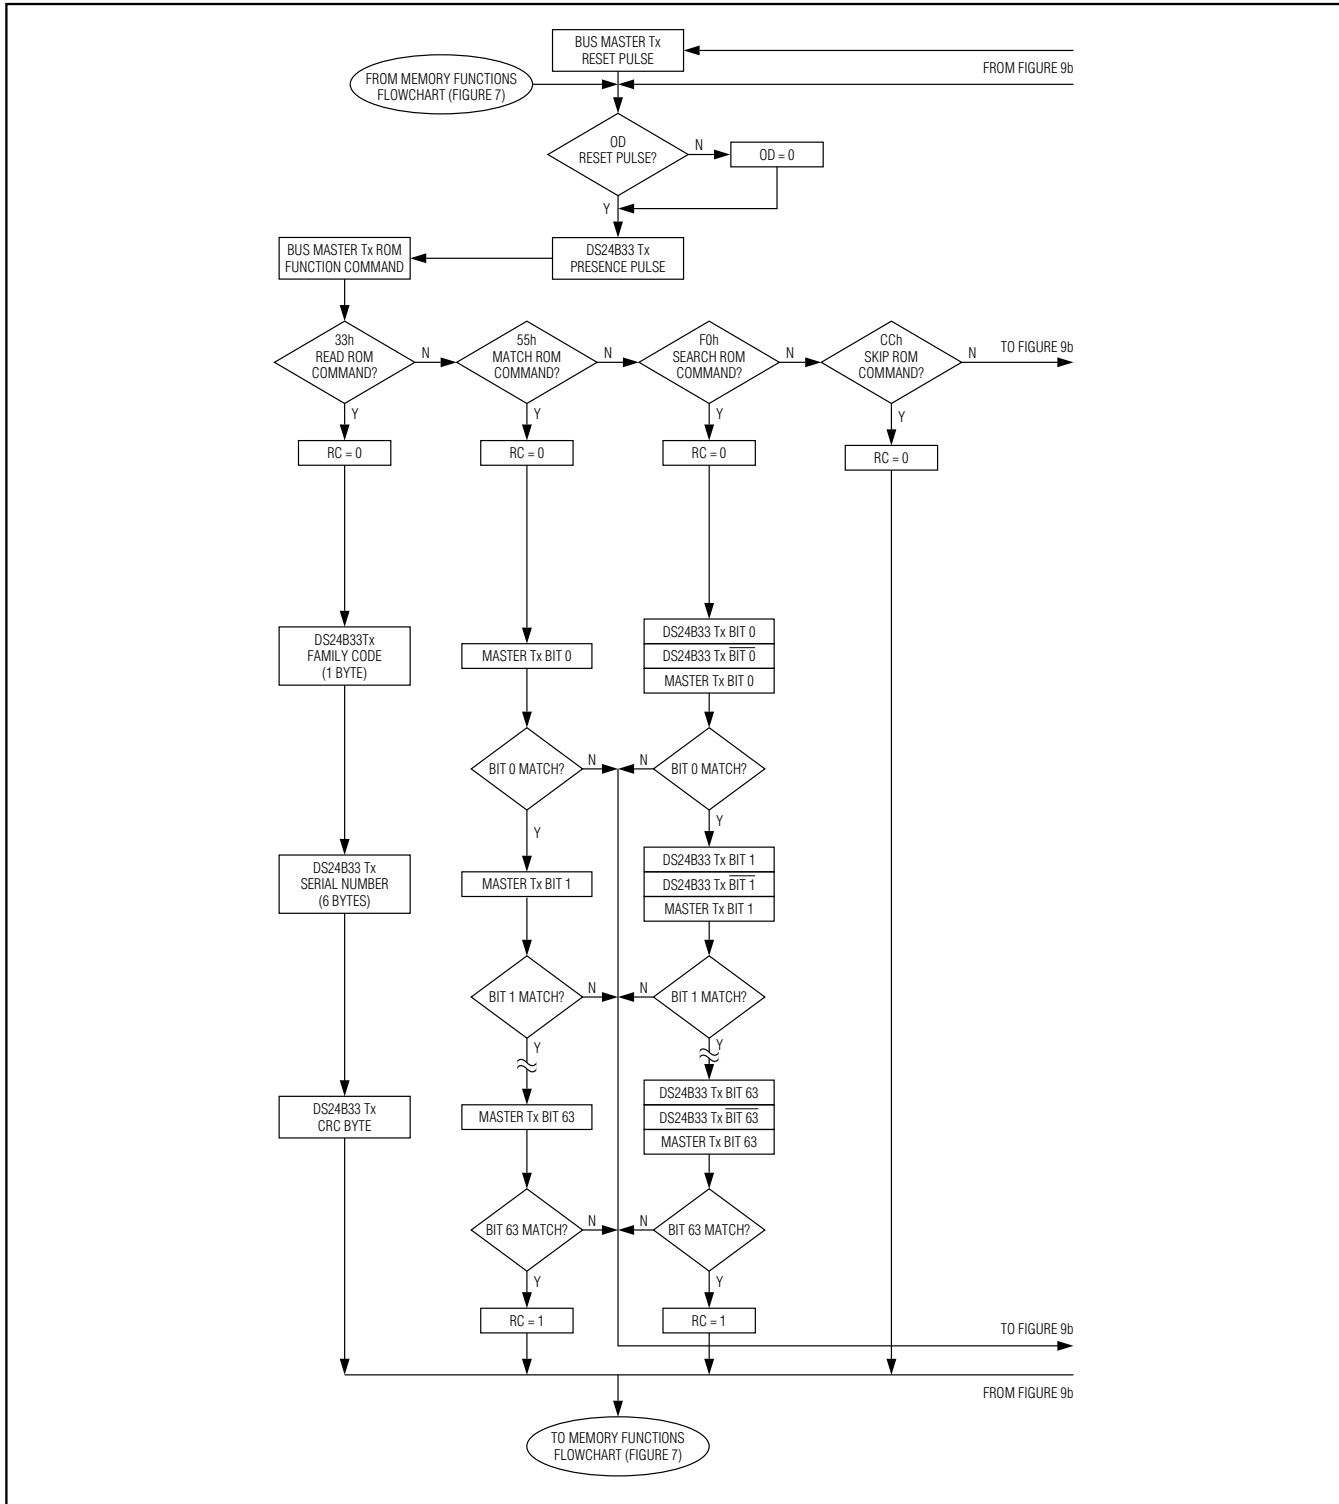 BUS MASTER Tx
RESET PULSE
FROM FIGURE 9b
FROM MEMORY FUNCTIONS
FLOWCHART (FIGURE 7)
OD
RESET PULSE?
N
OD = 0
Y
BUS MASTER Tx ROM
FUNCTION COMMAND
DS24B33 Tx
PRESENCE PULSE
33h
READ ROM
COMMAND?
N
55h
MATCH ROM
COMMAND?
N
F0h
SEARCH ROM
COMMAND?
N
CCh
SKIP ROM
COMMAND?
N
TO FIGURE 9b
Y
Y
Y
Y
RC = 0
RC = 0
RC = 0
RC = 0
DS24B33Tx
FAMILY CODE
(1 BYTE)
MASTER Tx BIT 0
DS24B33 Tx BIT 0
DS24B33 Tx B̅I̅T̅ ̅0̅
MASTER Tx BIT 0
BIT 0 MATCH?
N
N
BIT 0 MATCH?
Y
Y
DS24B33 Tx
SERIAL NUMBER
(6 BYTES)
MASTER Tx BIT 1
DS24B33 Tx BIT 1
DS24B33 Tx B̅I̅T̅ ̅1̅
MASTER Tx BIT 1
BIT 1 MATCH?
N
N
BIT 1 MATCH?
Y
Y
DS24B33 Tx
CRC BYTE
MASTER Tx BIT 63
DS24B33 Tx BIT 63
DS24B33 Tx B̅I̅T̅ ̅6̅3̅
MASTER Tx BIT 63
BIT 63 MATCH?
N
N
BIT 63 MATCH?
Y
Y
RC = 1
RC = 1
TO FIGURE 9b
FROM FIGURE 9b
TO MEMORY FUNCTIONS
FLOWCHART (FIGURE 7)